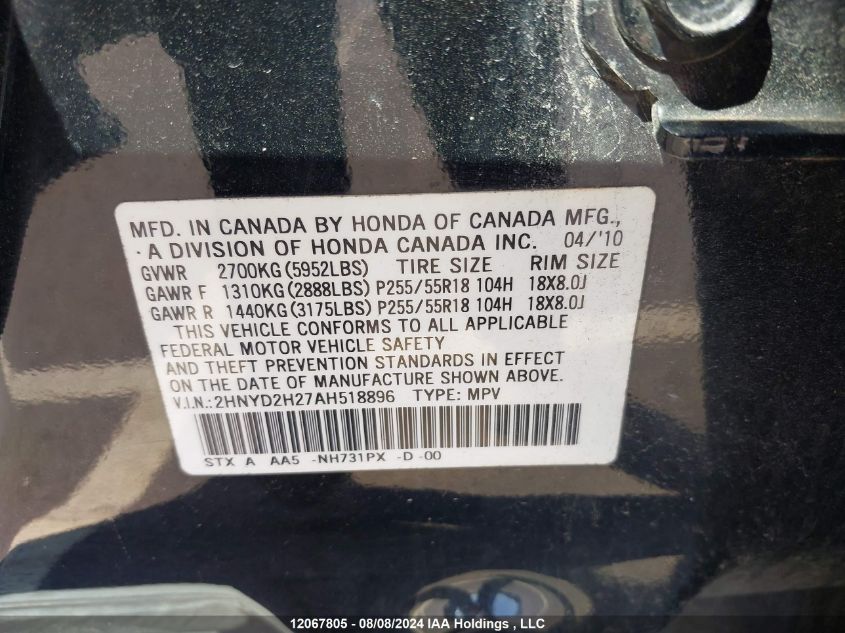 MFD. IN CANADA BY HONDA OF CANADA MFG.,
A DIVISION OF HONDA CANADA INC. 04/'10
GVWR 2700KG (5952LBS) TIRE SIZE RIM SIZE
GAWR F 1310KG (2888LBS) P255/55R18 104H 18X8.0J
GAWR R 1440KG (3175LBS) P255/55R18 104H 18X8.0J
THIS VEHICLE CONFORMS TO ALL APPLICABLE
FEDERAL MOTOR VEHICLE SAFETY
AND THEFT PREVENTION STANDARDS IN EFFECT
ON THE DATE OF MANUFACTURE SHOWN ABOVE.
V.I.N.:2HNYD2H27AH518896 TYPE: MPV
STX A AA5 -NH731PX -D -00
12067805 - 08/08/2024 IAA Holdings , LLC